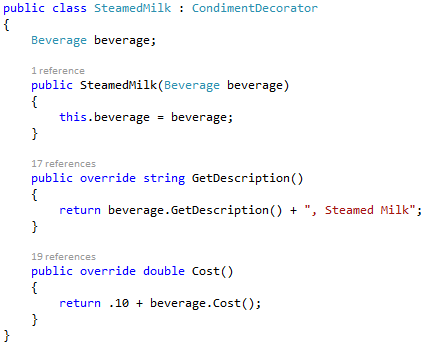 public class SteamedMilk : CondimentDecorator
{
    Beverage beverage;

    1 reference
    public SteamedMilk(Beverage beverage)
    {
        this.beverage = beverage;
    }

    17 references
    public override string GetDescription()
    {
        return beverage.GetDescription() + ", Steamed Milk";
    }

    19 references
    public override double Cost()
    {
        return .10 + beverage.Cost();
    }
}